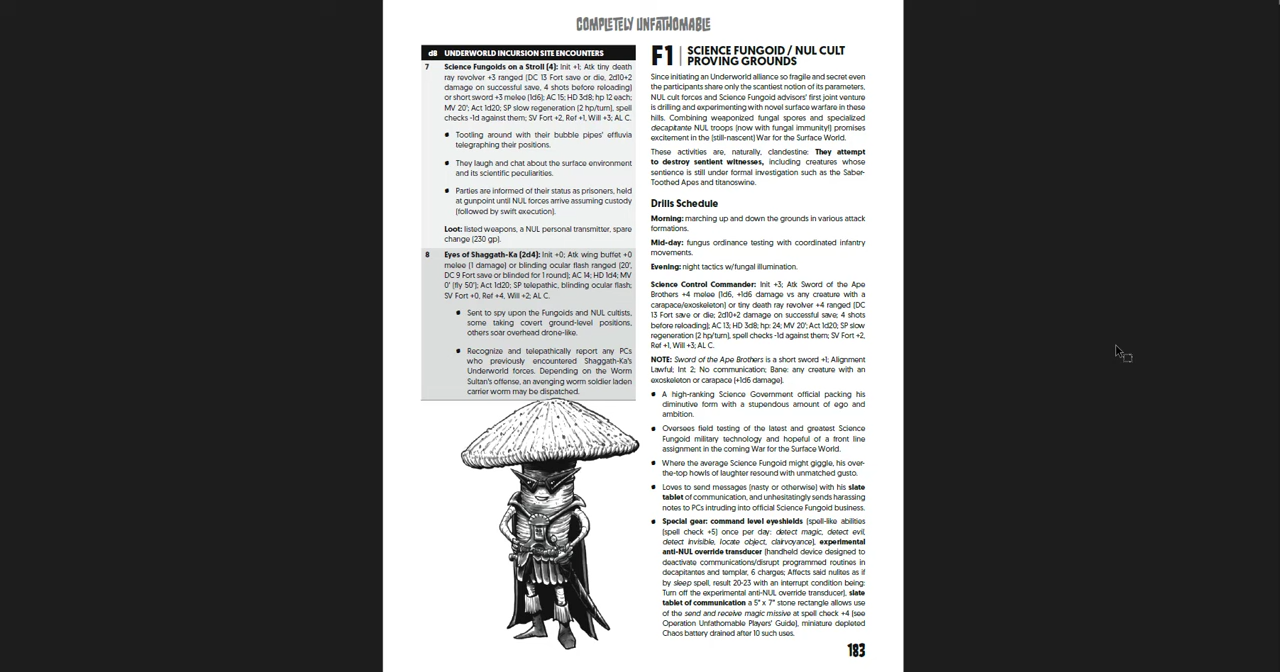 COMPLETELY UNFATHOMABLE
d8 UNDERWORLD INCURSION SITE ENCOUNTERS
7 Science Fungoids on a Stroll (4): Init +1; Atk tiny death
ray revolver +3 ranged (DC 13 Fort save or die, 2d10+2
damage on successful save, 4 shots before reloading)
or short sword +3 melee (1d6); AC 15; HD 3d8; hp 12 each;
MV 20'; Act 1d20; SP slow regeneration (2 hp/turn), spell
checks -1d against them; SV Fort +2, Ref +1, Will +3; AL C.
• Tootling around with their bubble pipes' effluvia
telegraphing their positions.
• They laugh and chat about the surface environment
and its scientific peculiarities.
• Parties are informed of their status as prisoners, held
at gunpoint until NUL forces arrive assuming custody
(followed by swift execution).
Loot: listed weapons, a NUL personal transmitter, spare
change (230 gp).
8 Eyes of Shaggath-Ka (2d4): Init +0; Atk wing buffet +0
melee (1 damage) or blinding ocular flash ranged (20',
DC 9 Fort save or blinded for 1 round); AC 14; HD 1d4; MV
0' (fly 50'); Act 1d20; SP telepathic, blinding ocular flash;
SV Fort +0, Ref +4, Will +2; AL C.
• Sent to spy upon the Fungoids and NUL cultists,
some taking covert ground-level positions,
others soar overhead drone-like.
• Recognize and telepathically report any PCs
who previously encountered Shaggath-Ka's
Underworld forces. Depending on the Worm
Sultan's offense, an avenging worm soldier laden
carrier worm may be dispatched.
F1 | SCIENCE FUNGOID / NUL CULT
PROVING GROUNDS
Since initiating an Underworld alliance so fragile and secret even
the participants share only the scantiest notion of its parameters,
NUL cult forces and Science Fungoid advisors' first joint venture
is drilling and experimenting with novel surface warfare in these
hills. Combining weaponized fungal spores and specialized
decapitante NUL troops (now with fungal immunity!) promises
excitement in the (still-nascent) War for the Surface World.
These activities are, naturally, clandestine: They attempt
to destroy sentient witnesses, including creatures whose
sentience is still under formal investigation such as the Saber-
Toothed Apes and titanoswine.
Drills Schedule
Morning: marching up and down the grounds in various attack
formations.
Mid-day: fungus ordinance testing with coordinated infantry
movements.
Evening: night tactics w/fungal illumination.
Science Control Commander: Init +3; Atk Sword of the Ape
Brothers +4 melee (1d6, +1d6 damage vs any creature with a
carapace/exoskeleton) or tiny death ray revolver +4 ranged (DC
13 Fort save or die; 2d10+2 damage on successful save; 4 shots
before reloading); AC 13; HD 3d8; hp: 24; MV 20'; Act 1d20; SP slow
regeneration (2 hp/turn), spell checks -1d against them; SV Fort +2,
Ref +1, Will +3; AL C.
NOTE: Sword of the Ape Brothers is a short sword +1; Alignment
Lawful; Int 2; No communication; Bane: any creature with an
exoskeleton or carapace (+1d6 damage).
• A high-ranking Science Government official packing his
diminutive form with a stupendous amount of ego and
ambition.
• Oversees field testing of the latest and greatest Science
Fungoid military technology and hopeful of a front line
assignment in the coming War for the Surface World.
• Where the average Science Fungoid might giggle, his over-
the-top howls of laughter resound with unmatched gusto.
• Loves to send messages (nasty or otherwise) with his slate
tablet of communication, and unhesitatingly sends harassing
notes to PCs intruding into official Science Fungoid business.
• Special gear: command level eyeshields (spell-like abilities
(spell check +5) once per day: detect magic, detect evil,
detect invisible, locate object, clairvoyance), experimental
anti-NUL override transducer (handheld device designed to
deactivate communications/disrupt programmed routines in
decapitantes and templar, 6 charges; Affects said nulites as if
by sleep spell, result 20-23 with an interrupt condition being:
Turn off the experimental anti-NUL override transducer), slate
tablet of communication a 5" x 7" stone rectangle allows use
of the send and receive magic missive at spell check +4 (see
Operation Unfathomable Players' Guide), miniature depleted
Chaos battery drained after 10 such uses.
183